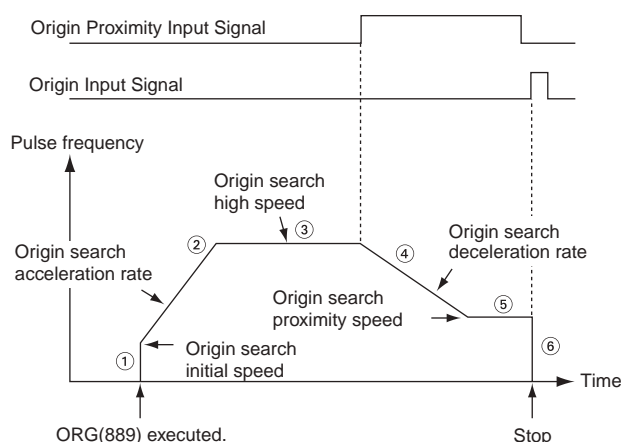 Origin Proximity Input Signal
Origin Input Signal
Pulse frequency
Origin search
high speed
②
③
④
Origin search
acceleration rate
Origin search
deceleration rate
Origin search
proximity speed
⑤
①
Origin search
initial speed
⑥
Time
ORG(889) executed.
Stop